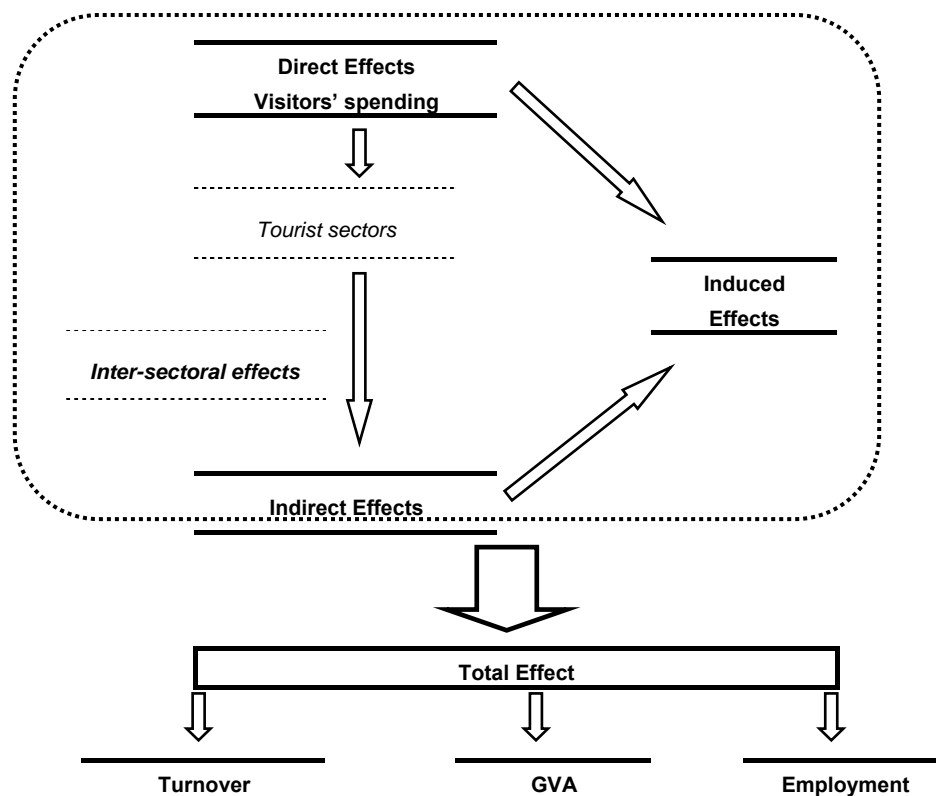 Direct Effects
Visitors’ spending
Tourist sectors
Induced
Effects
Inter-sectoral effects
Indirect Effects
Total Effect
Turnover
GVA
Employment